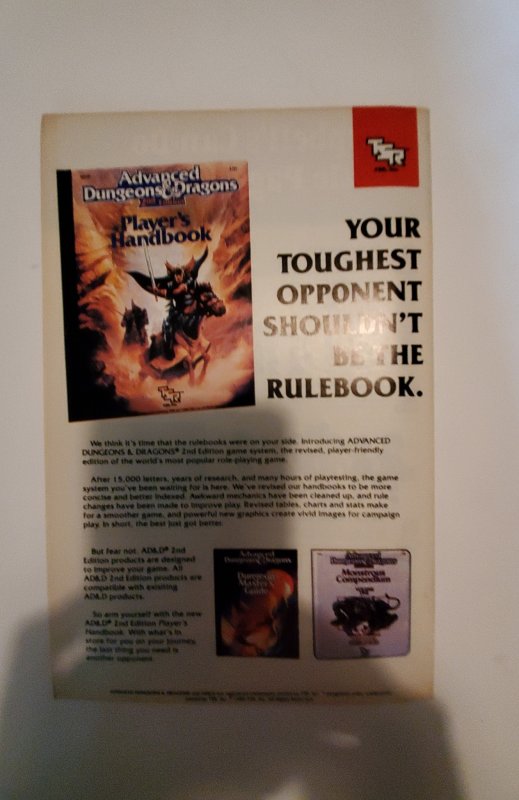 TSR
Advanced
Dungeons & Dragons
2nd Edition
Player's
Handbook
TSR
YOUR
TOUGHEST
OPPONENT
SHOULDN'T
BE THE
RULEBOOK.
We think it's time that the rulebooks were on your side. Introducing ADVANCED
DUNGEONS & DRAGONS® 2nd Edition game system, the revised, player-friendly
edition of the world's most popular role-playing game.
After 15,000 letters, years of research, and many hours of playtesting, the game
system you've been waiting for is here. We've revised our handbooks to be more
concise and better indexed. Awkward mechanics have been cleaned up, and rule
changes have been made to improve play. Revised tables, charts and stats make
for a smoother game, and powerful new graphics create vivid images for campaign
play. In short, the best just got better.
But fear not. AD&D® 2nd
Edition products are designed
to improve your game. All
AD&D 2nd Edition products are
compatible with existing
AD&D products.
So arm yourself with the new
AD&D® 2nd Edition Player's
Handbook. With what's in
store for you on your journey,
the last thing you need is
another opponent.
Advanced
Dungeons & Dragons
Dungeon
Master's
Guide
Advanced
Dungeons & Dragons
Monstrous
Compendium